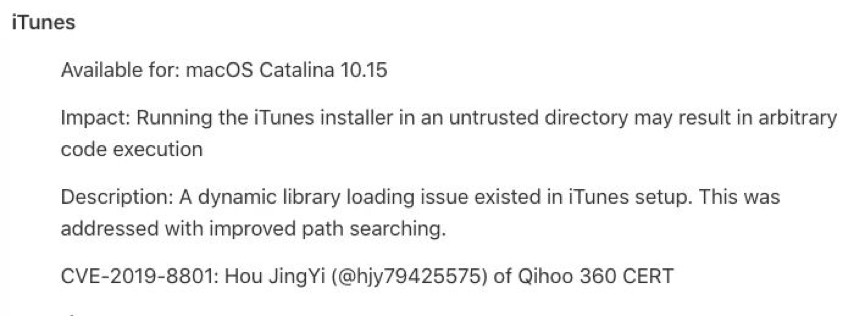 iTunes
Available for: macOS Catalina 10.15
Impact: Running the iTunes installer in an untrusted directory may result in arbitrary
code execution
Description: A dynamic library loading issue existed in iTunes setup. This was
addressed with improved path searching.
CVE-2019-8801: Hou JingYi (@hjy79425575) of Qihoo 360 CERT